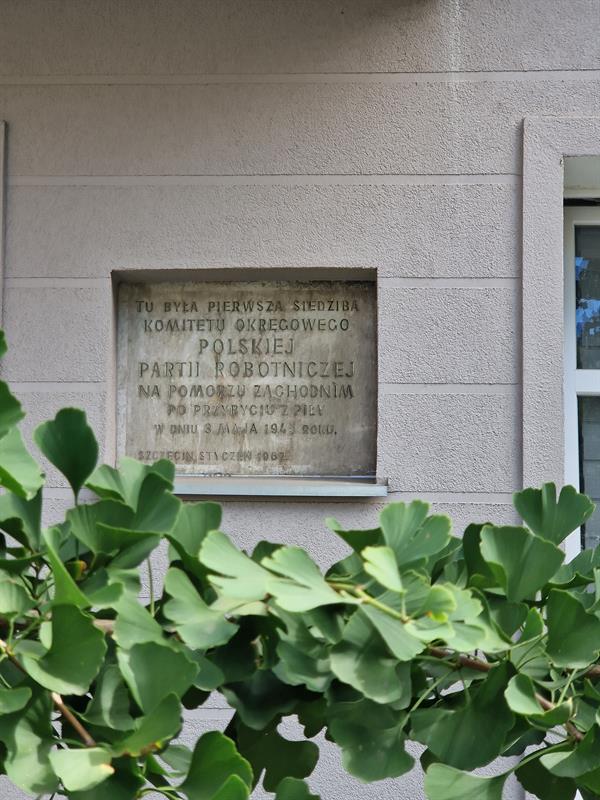 TU BYŁA PIERWSZA SIEDZIBA
KOMITETU OKRĘGOWEGO
POLSKIEJ
PARTII ROBOTNICZEJ
NA POMORZU ZACHODNIM
PO PRZYBYCIU Z PIŁY
W DNIU 3 MAJA 1945 ROKU.
SZCZECIN STYCZEŃ 1962